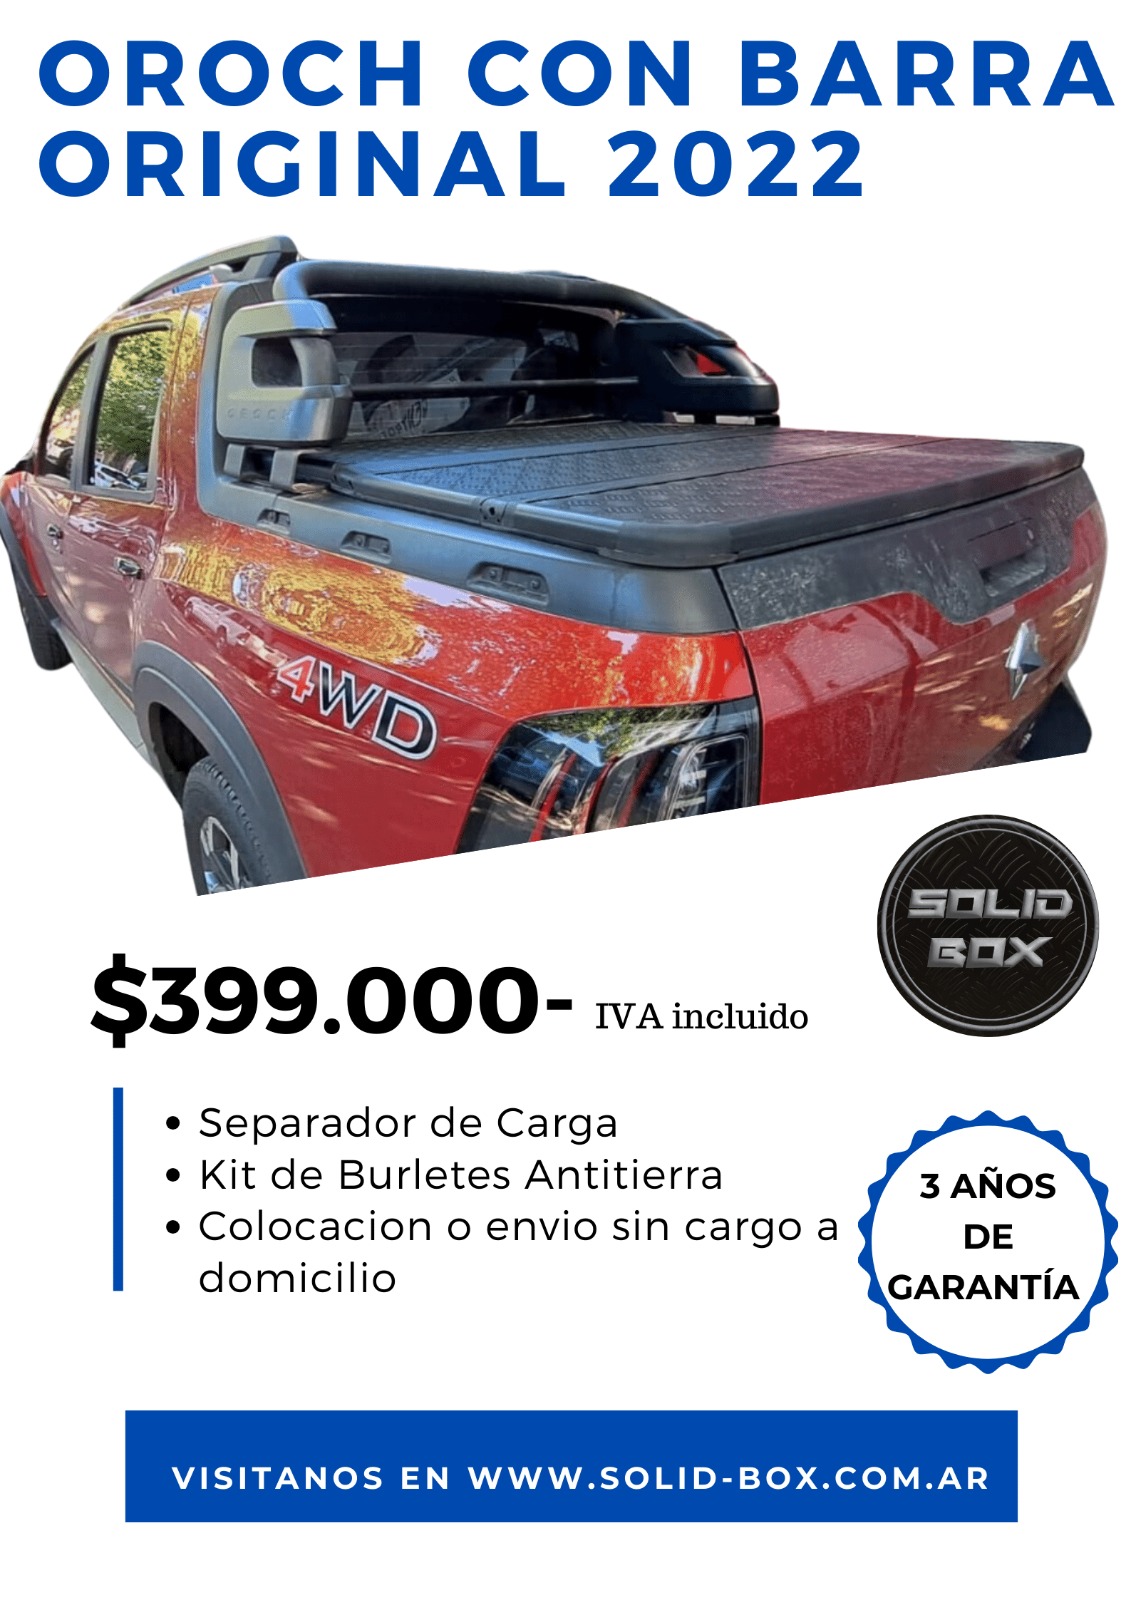 OROCH CON BARRA
ORIGINAL 2022
OROCH
4WD
SOLID
BOX
$399.000- IVA incluido
• Separador de Carga
• Kit de Burletes Antitierra
• Colocacion o envio sin cargo a
domicilio
3 AÑOS
DE
GARANTÍA
VISITANOS EN WWW.SOLID-BOX.COM.AR